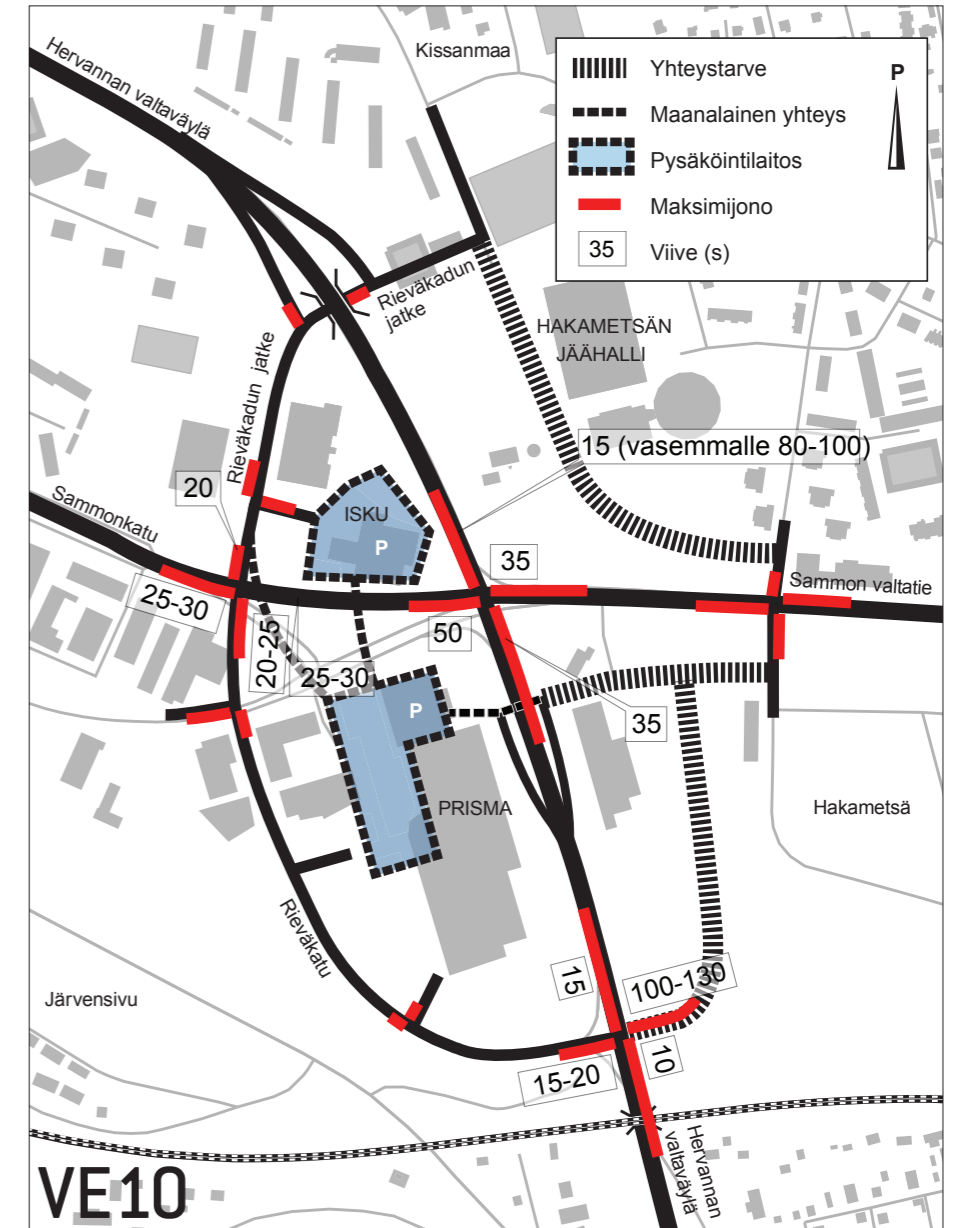 Kissanmaa
Hervannan valtaväylä
Yhteystarve
Maanalainen yhteys
Pysäköintilaitos
Maksimijono
35
Viive (s)
P
Rieväkadun
jatke
HAKAMETSÄN
JÄÄHALLI
Rieväkadun jatke
15 (vasemmalle 80-100)
20
ISKU
P
Sammonkatu
35
Sammon valtatie
25-30
50
20-25
25-30
P
35
PRISMA
Hakametsä
Rieväkatu
Järvensivu
15
100-130
10
15-20
Hervannan
valtaväylä
VE10